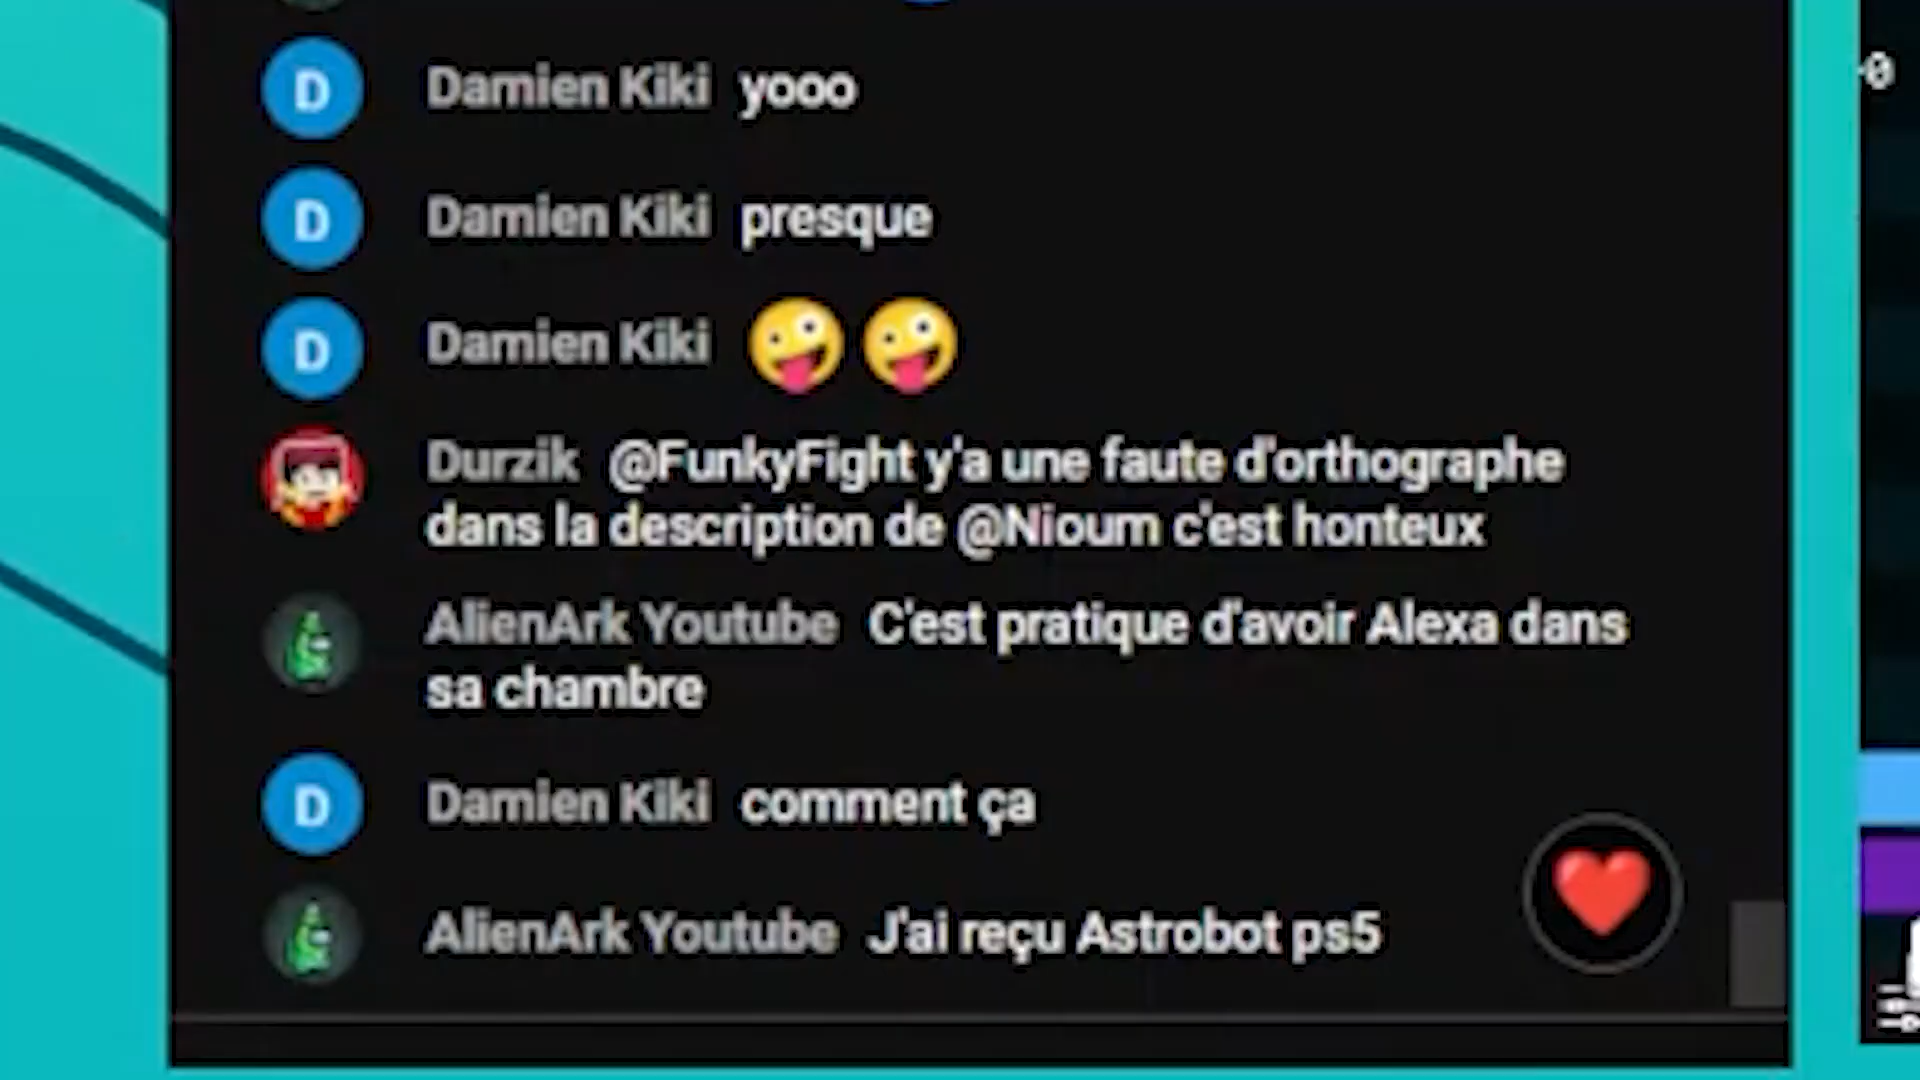 D Damien Kiki yooo
D Damien Kiki presque
D Damien Kiki 🤪 🤪
Durzik @FunkyFight y'a une faute d'orthographe
dans la description de @Nioum c'est honteux
AlienArk Youtube C'est pratique d'avoir Alexa dans
sa chambre
D Damien Kiki comment ça
AlienArk Youtube J'ai reçu Astrobot ps5